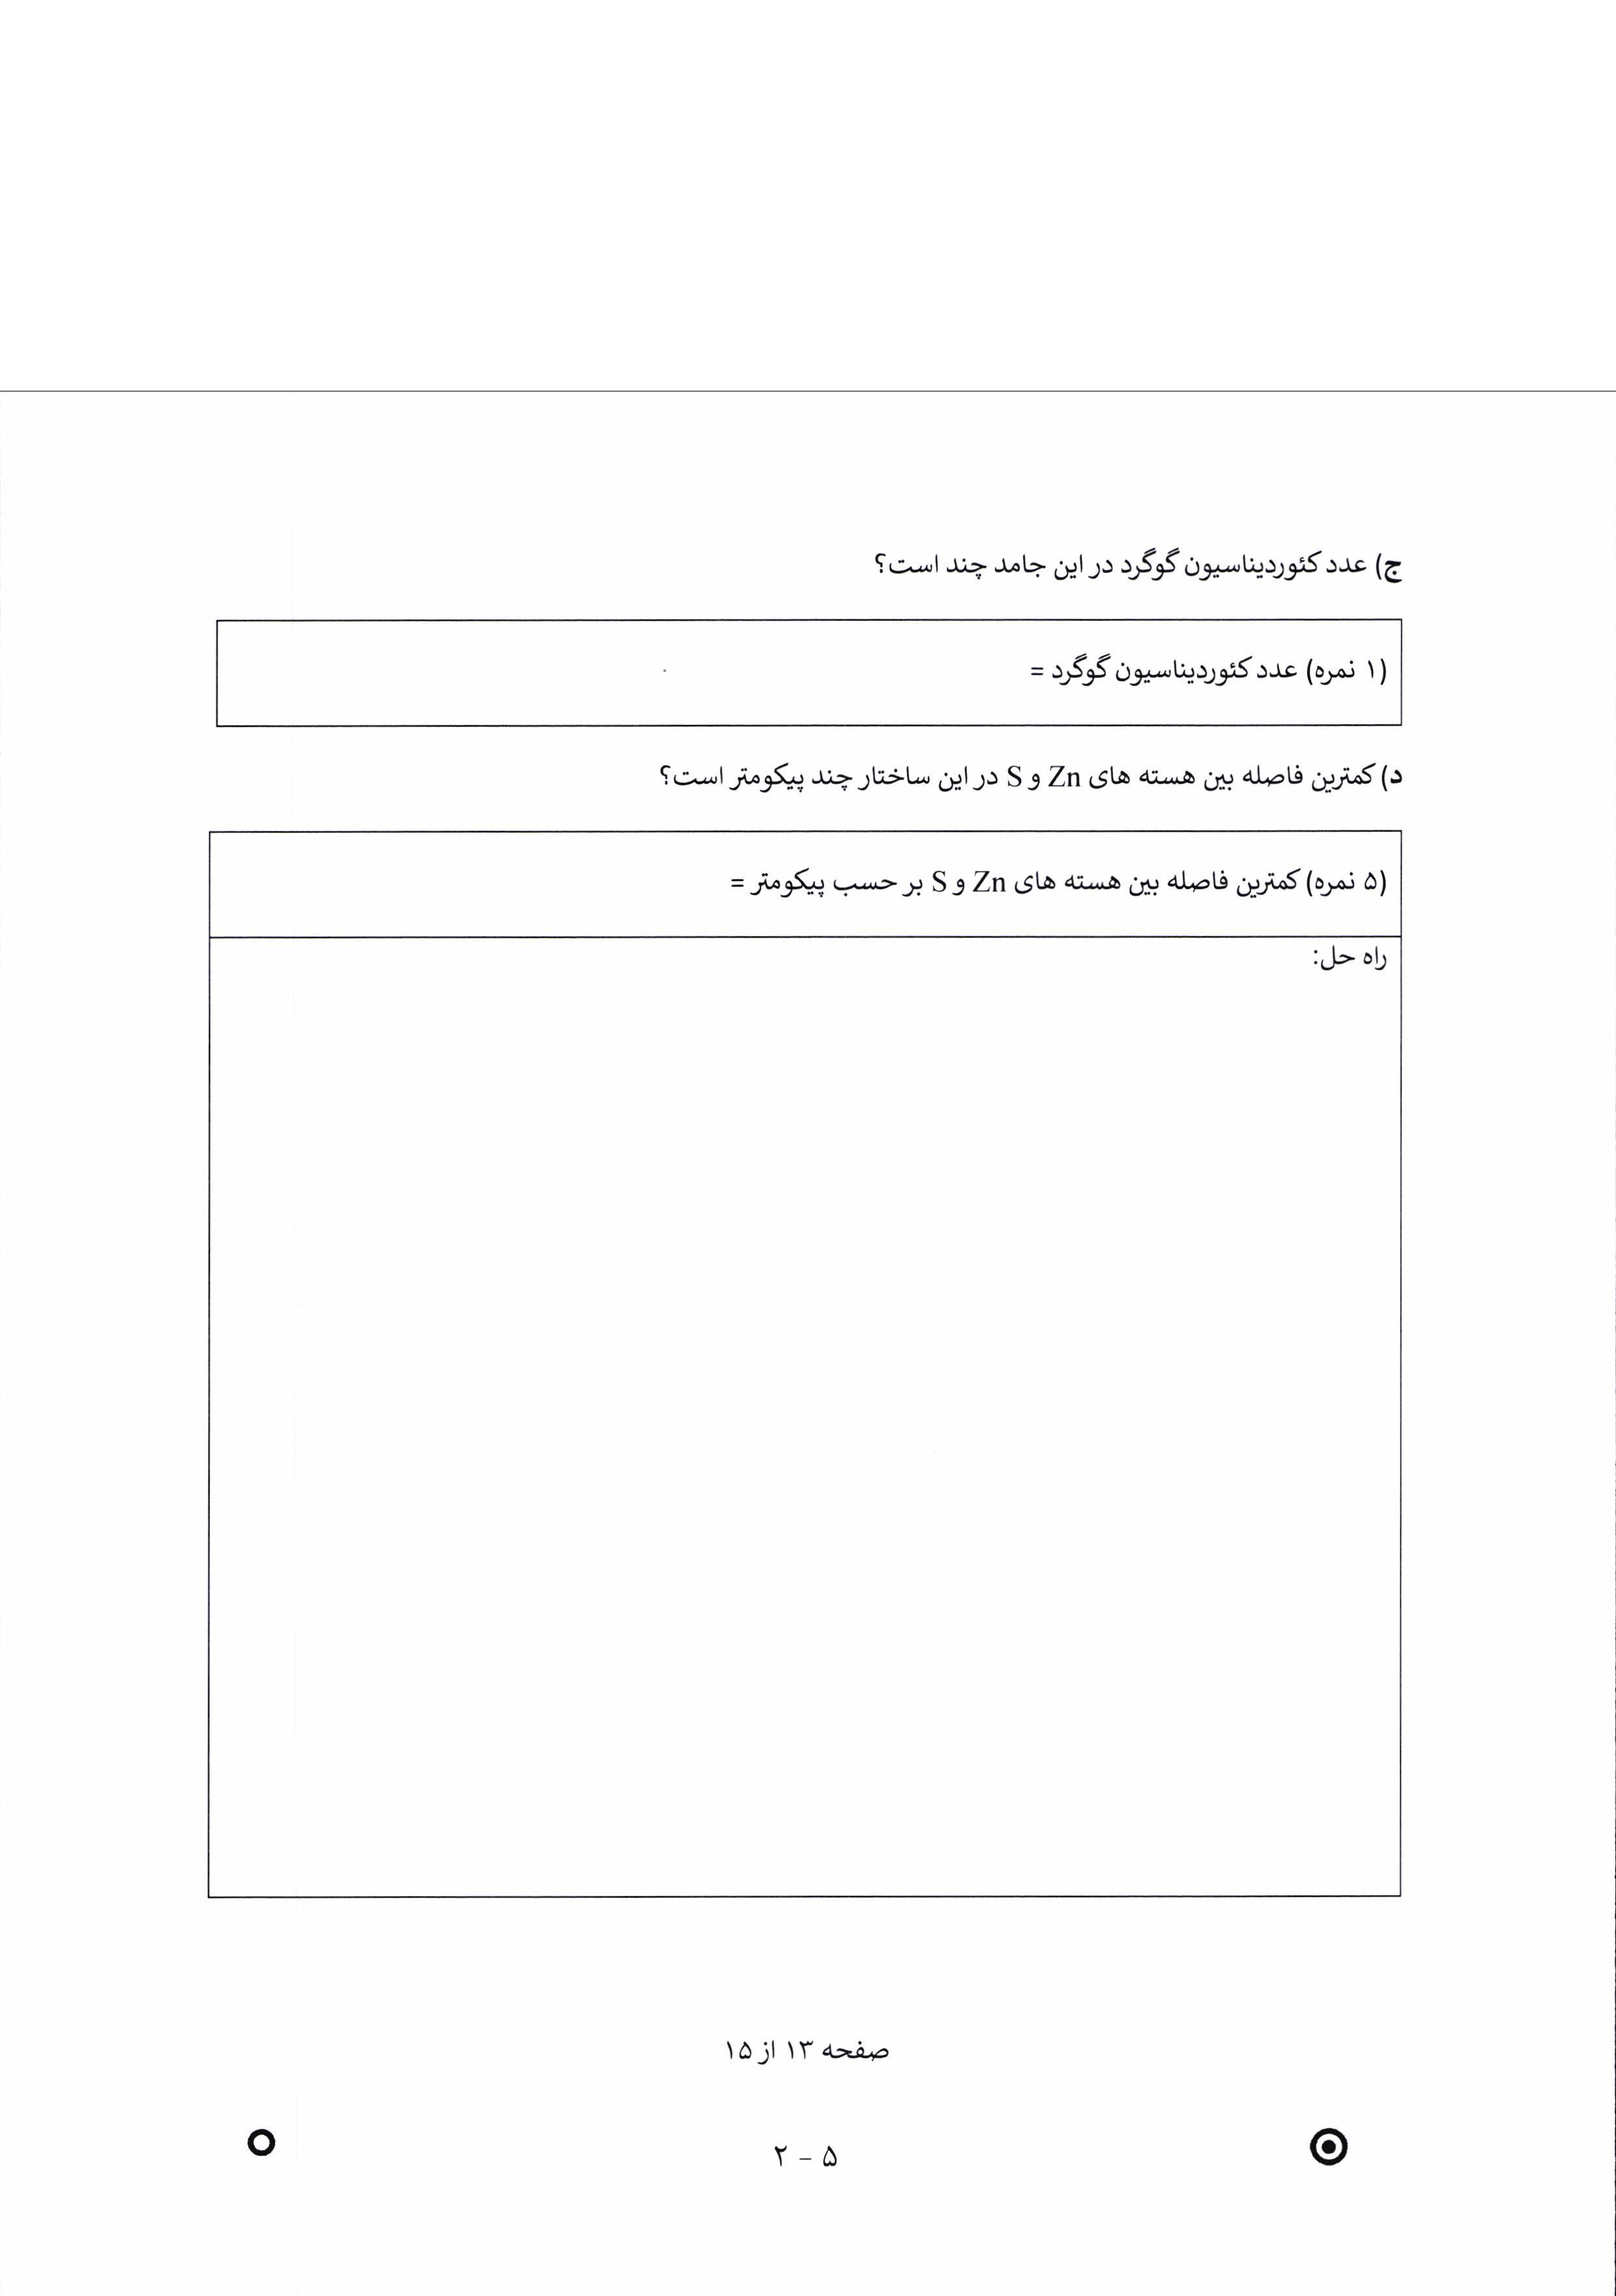 ج) عدد کئوردیناسیون گوگرد در این جامد چند است؟
(۱ نمره) عدد کئوردیناسیون گوگرد =
د) کمترین فاصله بین هسته های Zn و S در این ساختار چند پیکومتر است؟
(۵ نمره) کمترین فاصله بین هسته های Zn و S بر حسب پیکومتر =
راه حل:
صفحه ۱۳ از ۱۵
۵ - ۲